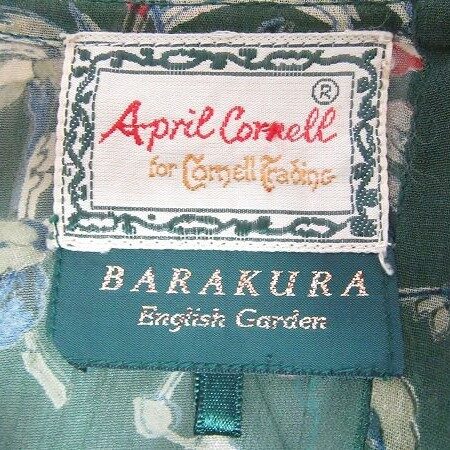 ®
April Cornell
for Cornell Trading
BARAKURA
English Garden